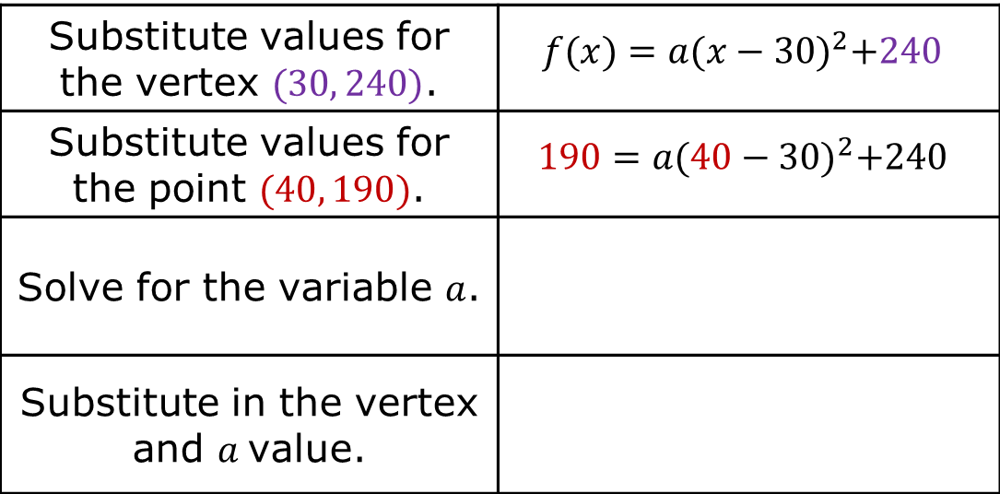 Substitute values for
the vertex (30, 240).
f(x) = a(x − 30)²+240
Substitute values for
the point (40, 190).
190 = a(40 − 30)²+240
Solve for the variable a.
Substitute in the vertex
and a value.